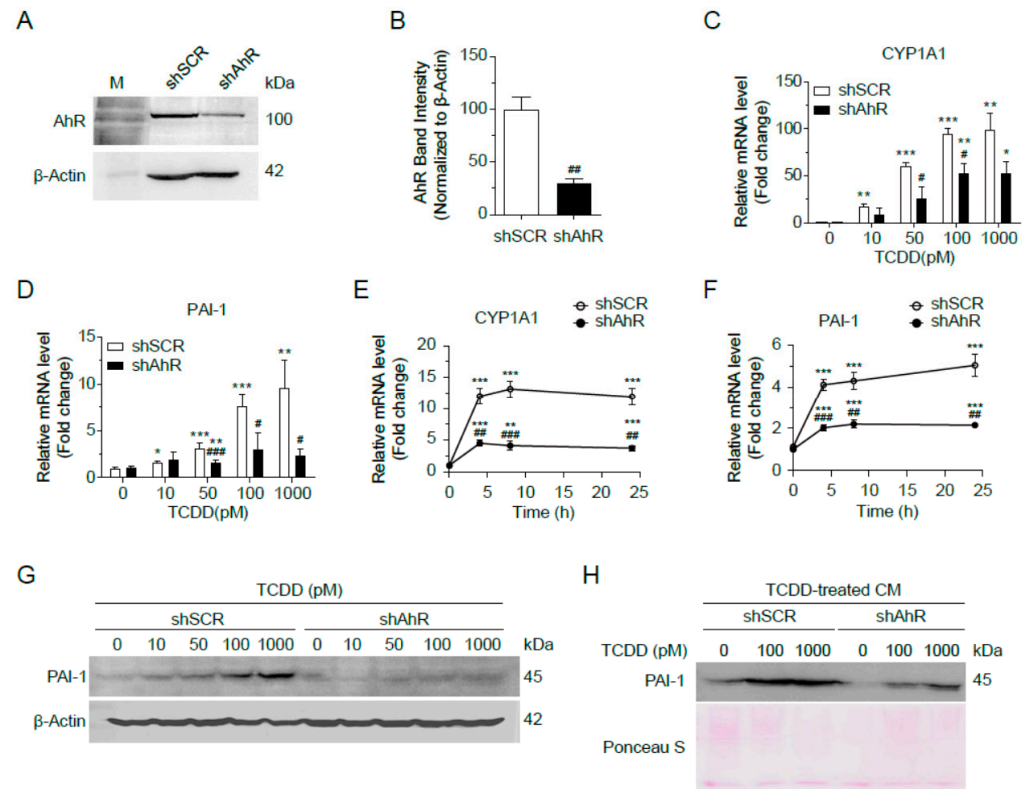 A
M shSCR shAhR kDa
AhR 100
β-Actin 42
B
AhR Band Intensity
(Normalized to β-Actin)
150
100
50
0
##
shSCR shAhR
C
CYP1A1
shSCR
shAhR
Relative mRNA level
(Fold change)
150
100
75
50
25
0
** *** # *** ** # ** *
0 10 50 100 1000
TCDD(pM)
D
PAI-1
shSCR
shAhR
Relative mRNA level
(Fold change)
15
10
5
0
* *** ** ### *** # ** #
0 10 50 100 1000
TCDD(pM)
E
CYP1A1
shSCR
shAhR
Relative mRNA level
(Fold change)
20
15
10
5
0
*** *** ***
*** ** ***
## ### ##
0 5 10 15 20 25
Time (h)
F
PAI-1
shSCR
shAhR
Relative mRNA level
(Fold change)
6
4
2
0
*** *** ***
*** *** ***
### ## ##
0 5 10 15 20 25
Time (h)
G
TCDD (pM)
shSCR shAhR
0 10 50 100 1000 0 10 50 100 1000 kDa
PAI-1 45
β-Actin 42
H
TCDD-treated CM
shSCR shAhR
TCDD (pM) 0 100 1000 0 100 1000 kDa
PAI-1 45
Ponceau S